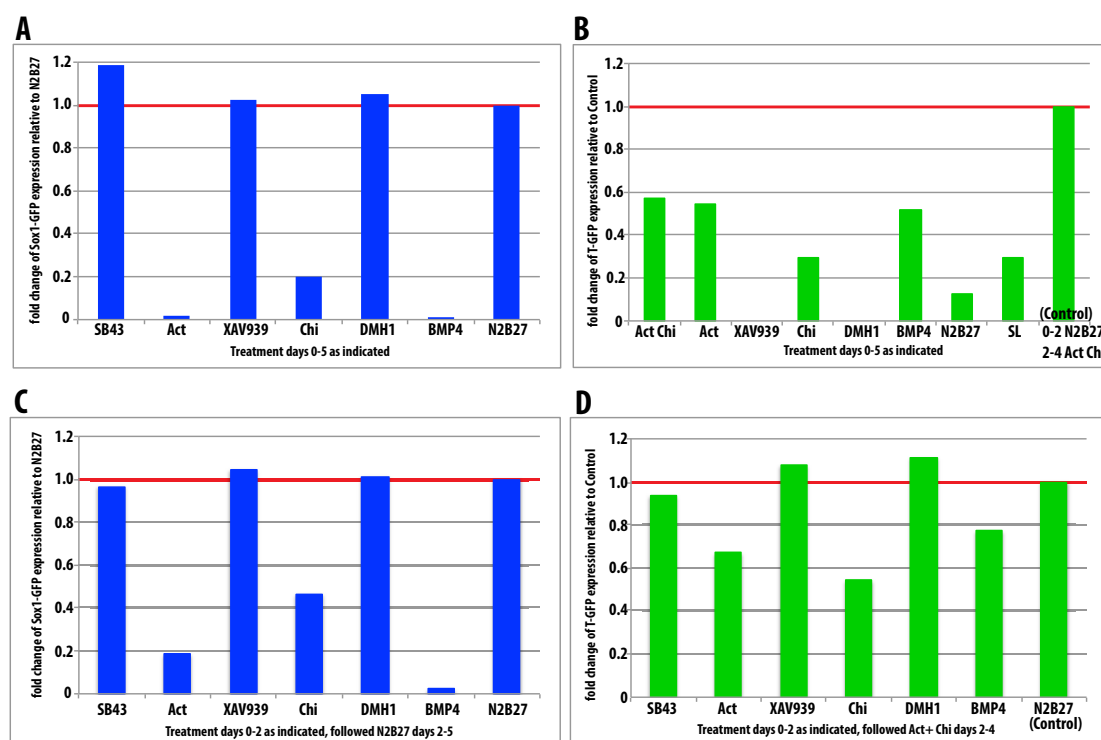 A
fold change of Sox1-GFP expression relative to N2B27
1.2
1.0
0.8
0.6
0.4
0.2
0
SB43 Act XAV939 Chi DMH1 BMP4 N2B27
Treatment days 0-5 as indicated
B
fold change of T-GFP expression relative to Control
1.2
1.0
0.8
0.6
0.4
0.2
0
(Control)
Act Chi Act XAV939 Chi DMH1 BMP4 N2B27 SL 0-2 N2B27
Treatment days 0-5 as indicated
2-4 Act Ch
C
fold change of Sox1-GFP expression relative to N2B27
1.2
1.0
0.8
0.6
0.4
0.2
0
SB43 Act XAV939 Chi DMH1 BMP4 N2B27
Treatment days 0-2 as indicated, followed N2B27 days 2-5
D
fold change of T-GFP expression relative to Control
1.2
1.0
0.8
0.6
0.4
0.2
0
SB43 Act XAV939 Chi DMH1 BMP4 N2B27
(Control)
Treatment days 0-2 as indicated, followed Act+ Chi days 2-4